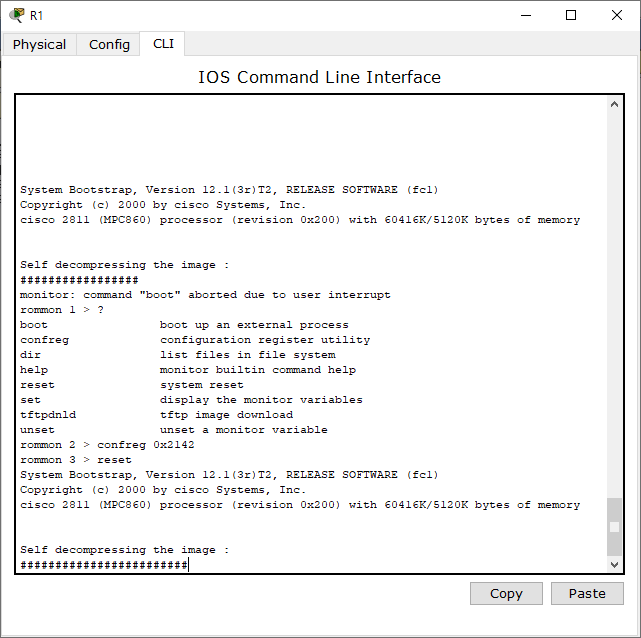 R1
Physical Config CLI
IOS Command Line Interface
System Bootstrap, Version 12.1(3r)T2, RELEASE SOFTWARE (fc1)
Copyright (c) 2000 by cisco Systems, Inc.
cisco 2811 (MPC860) processor (revision 0x200) with 60416K/5120K bytes of memory
Self decompressing the image :
#################
monitor: command "boot" aborted due to user interrupt
rommon 1 > ?
boot                boot up an external process
confreg             configuration register utility
dir                 list files in file system
help                monitor builtin command help
reset               system reset
set                 display the monitor variables
tftpdnld            tftp image download
unset               unset a monitor variable
rommon 2 > confreg 0x2142
rommon 3 > reset
System Bootstrap, Version 12.1(3r)T2, RELEASE SOFTWARE (fc1)
Copyright (c) 2000 by cisco Systems, Inc.
cisco 2811 (MPC860) processor (revision 0x200) with 60416K/5120K bytes of memory
Self decompressing the image :
########################
Copy Paste